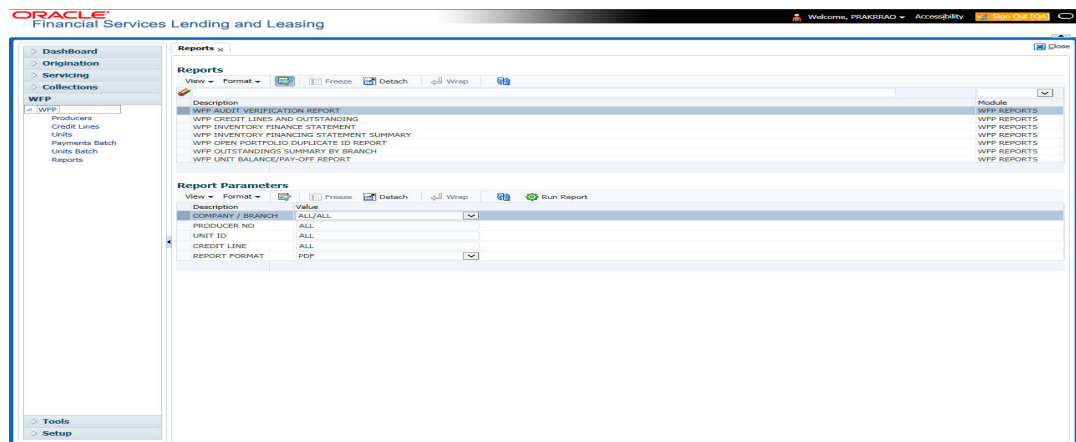 ORACLE
Financial Services Lending and Leasing
Welcome, PRAKRRAO Accessibility Sign Out [QA]
DashBoard
Origination
Servicing
Collections
WFP
WFP
Producers
Credit Lines
Units
Payments Batch
Units Batch
Reports
Tools
Setup
Reports x
Close
Reports
View Format Freeze Detach Wrap
Description Module
WFP AUDIT VERIFICATION REPORT WFP REPORTS
WFP CREDIT LINES AND OUTSTANDING WFP REPORTS
WFP INVENTORY FINANCE STATEMENT WFP REPORTS
WFP INVENTORY FINANCING STATEMENT SUMMARY WFP REPORTS
WFP OPEN PORTFOLIO DUPLICATE ID REPORT WFP REPORTS
WFP OUTSTANDINGS SUMMARY BY BRANCH WFP REPORTS
WFP UNIT BALANCE/PAY-OFF REPORT WFP REPORTS
Report Parameters
View Format Freeze Detach Wrap Run Report
Description Value
COMPANY / BRANCH ALL/ALL
PRODUCER NO ALL
UNIT ID ALL
CREDIT LINE ALL
REPORT FORMAT PDF